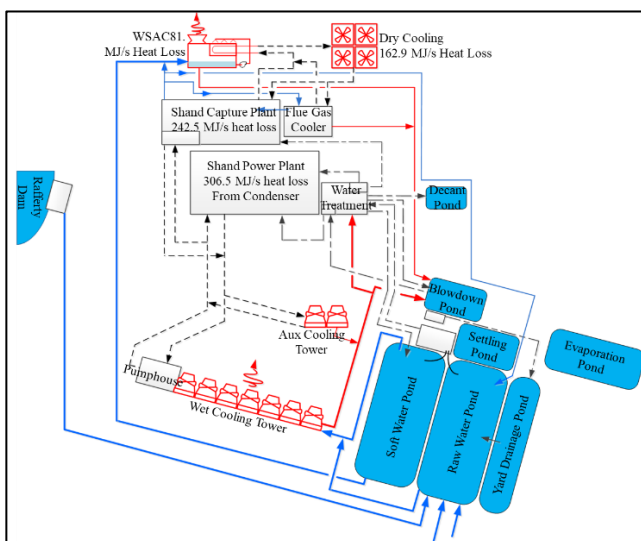 WSAC81.
MJ/s Heat Loss
Dry Cooling
162.9 MJ/s Heat Loss
Shand Capture Plant
242.5 MJ/s heat loss
Flue Gas
Cooler
Shand Power Plant
306.5 MJ/s heat loss
From Condenser
Water
Treatment
Decant
Pond
Rafferty
Dam
Blowdown
Pond
Settling
Pond
Evaporation
Pond
Aux Cooling
Tower
Pumphouse
Wet Cooling Tower
Soft Water Pond
Raw Water Pond
Yard Drainage Pond